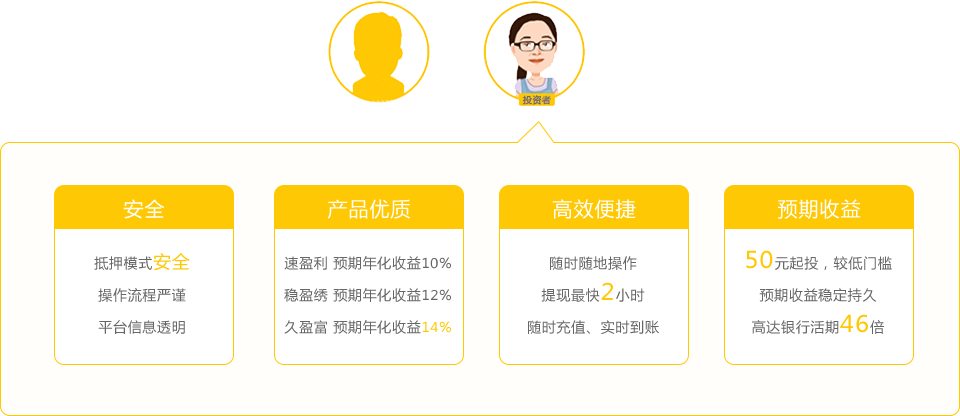 投资者
安全
抵押模式安全
操作流程严谨
平台信息透明
产品优质
速盈利 预期年化收益10%
稳盈绣 预期年化收益12%
久盈富 预期年化收益14%
高效便捷
随时随地操作
提现最快2小时
随时充值、实时到账
预期收益
50元起投，较低门槛
预期收益稳定持久
高达银行活期46倍